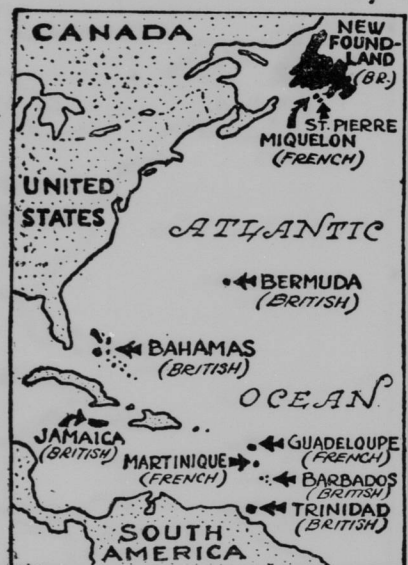 CANADA
NEW
FOUND-
LAND
(BR.)
ST. PIERRE
MIQUELON
(FRENCH)
UNITED
STATES
ATLANTIC
BERMUDA
(BRITISH)
BAHAMAS
(BRITISH)
OCEAN
JAMAICA
(BRITISH)
GUADELOUPE
(FRENCH)
MARTINIQUE
(FRENCH)
BARBADOS
(BRITISH)
TRINIDAD
(BRITISH)
SOUTH
AMERICA